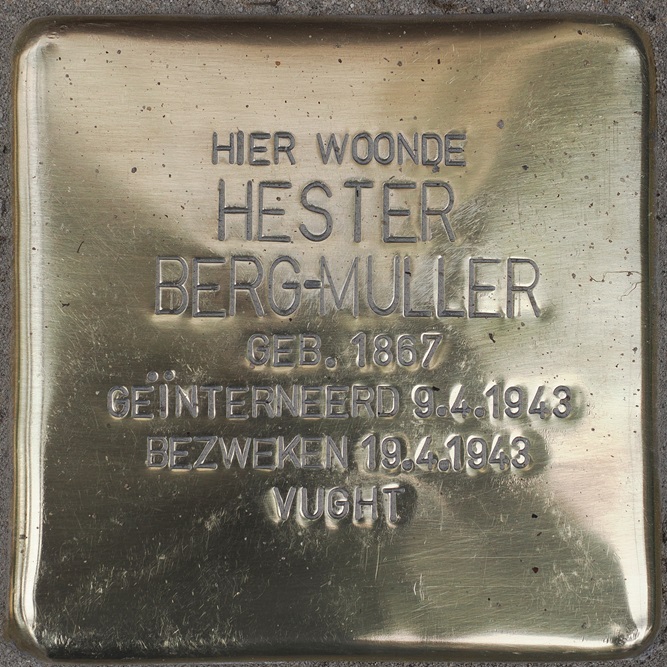 HIER WOONDE
HESTER
BERG-MULLER
GEB. 1867
GEÏNTERNEERD 9.4.1943
BEZWEKEN 19.4.1943
VUGHT